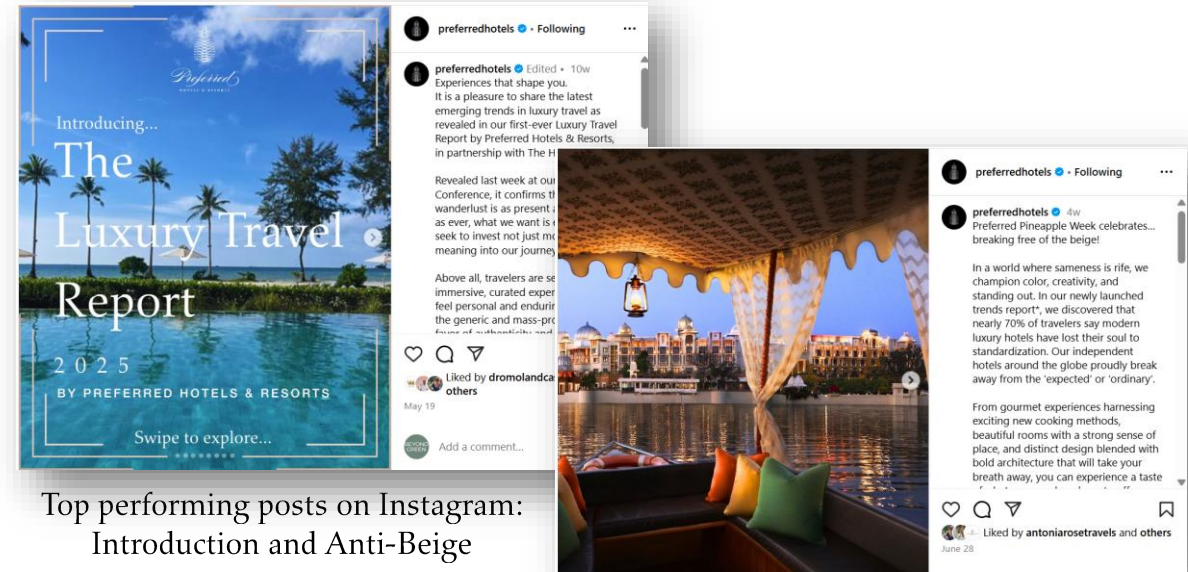 Preferred
HOTELS & RESORTS
Introducing...
The
Luxury Travel
Report
2025
BY PREFERRED HOTELS & RESORTS
Swipe to explore...
preferredhotels • Following
preferredhotels Edited • 10w
Experiences that shape you.
It is a pleasure to share the latest
emerging trends in luxury travel as
revealed in our first-ever Luxury Travel
Report by Preferred Hotels & Resorts,
in partnership with The H
Revealed last week at our
Conference, it confirms th
wanderlust is as present a
as ever, what we want is e
seek to invest not just mo
meaning into our journey
Above all, travelers are se
immersive, curated exper
feel personal and endurin
the generic and mass-pro
favor of authenticity and
Liked by dromolandca
others
May 19
BEYOND
GREEN
Add a comment...
preferredhotels • Following
preferredhotels 4w
Preferred Pineapple Week celebrates...
breaking free of the beige!
In a world where sameness is rife, we
champion color, creativity, and
standing out. In our newly launched
trends report*, we discovered that
nearly 70% of travelers say modern
luxury hotels have lost their soul to
standardization. Our independent
hotels around the globe proudly break
away from the 'expected' or 'ordinary'.
From gourmet experiences harnessing
exciting new cooking methods,
beautiful rooms with a strong sense of
place, and distinct design blended with
bold architecture that will take your
breath away, you can experience a taste
Liked by antoniarosetravels and others
June 28
Top performing posts on Instagram:
Introduction and Anti-Beige